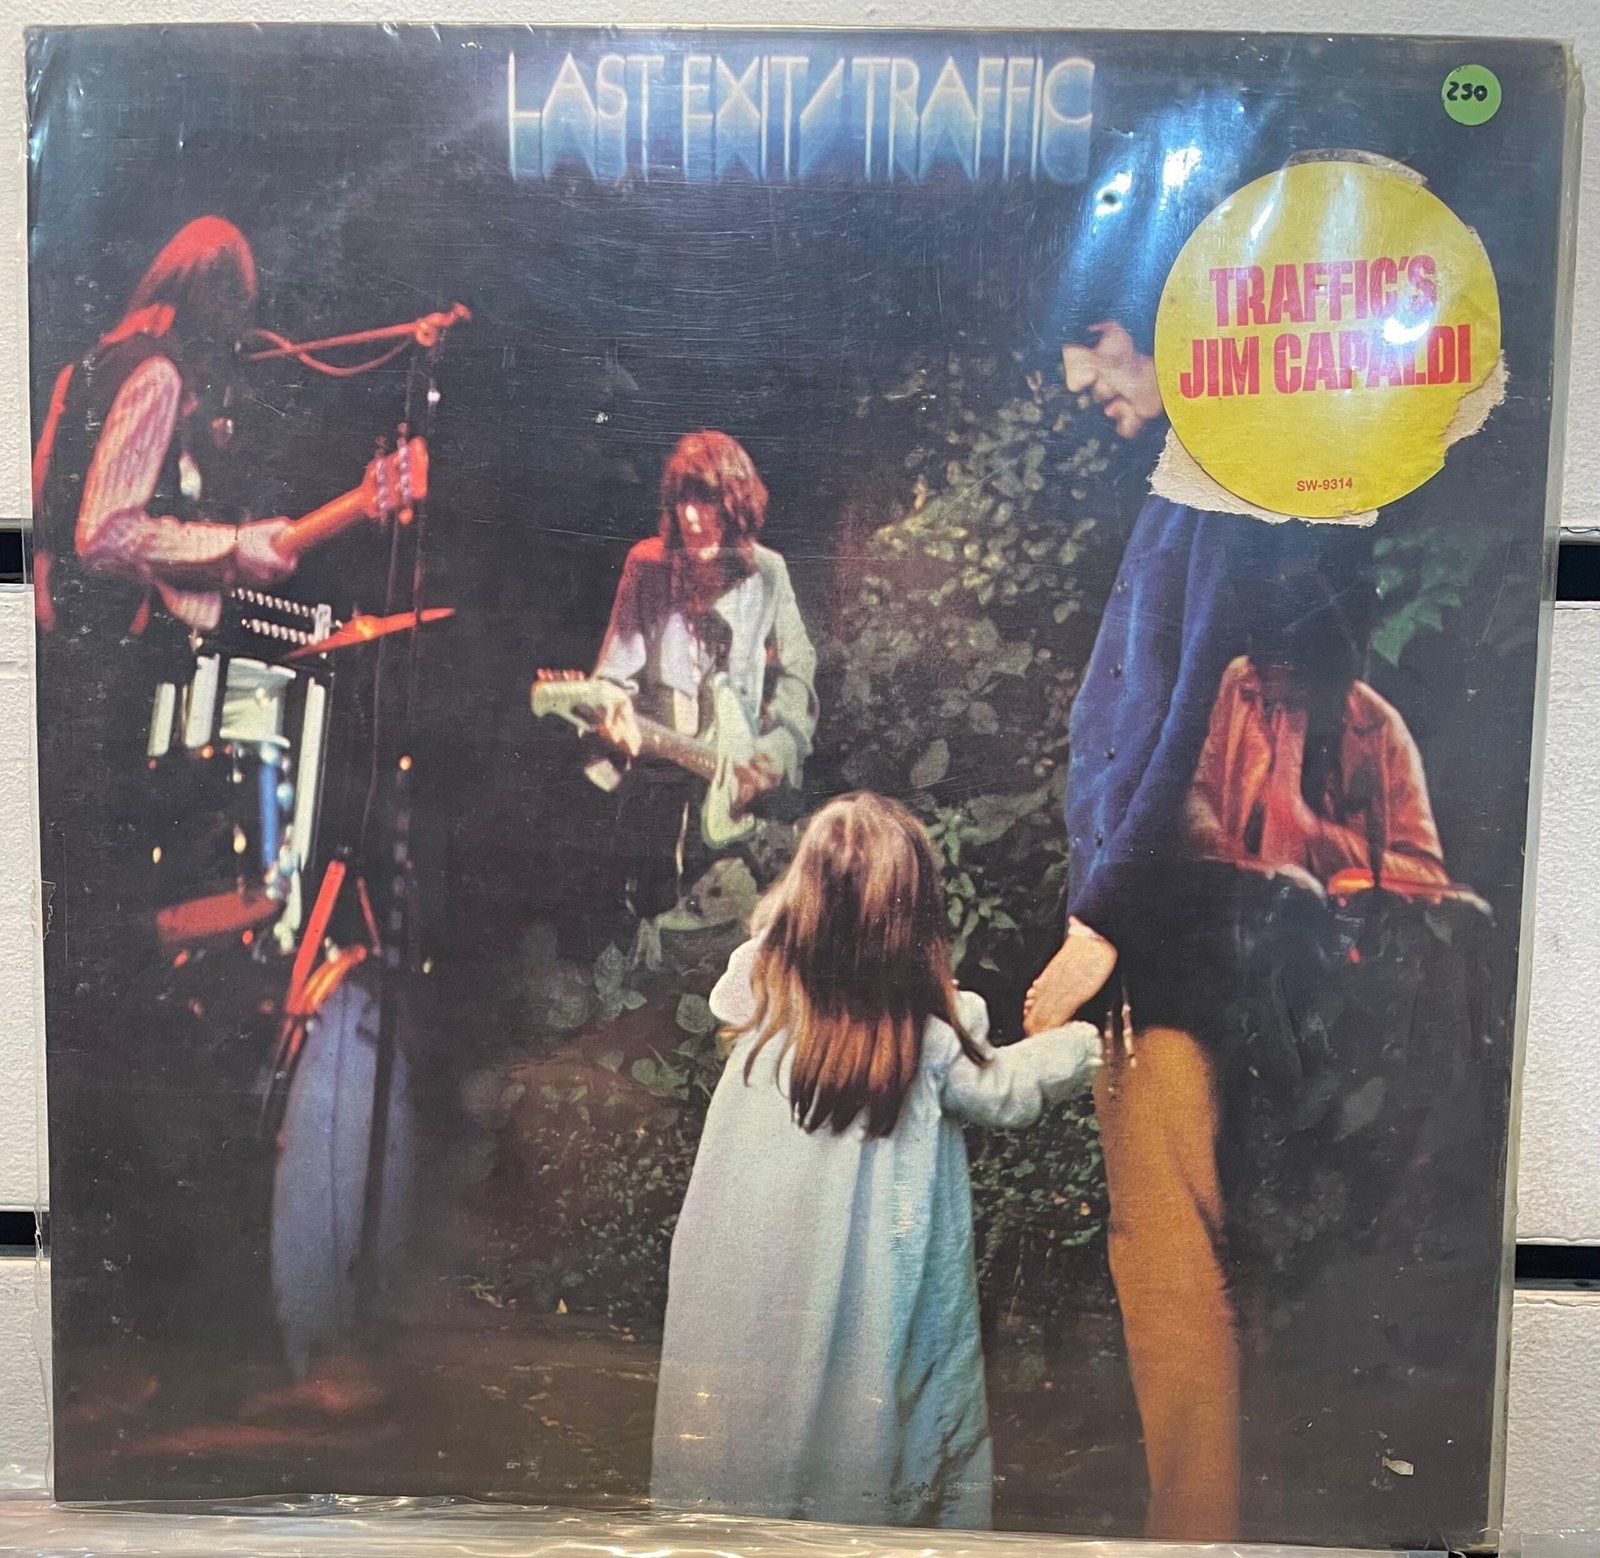 LAST EXIT/TRAFFIC
250
TRAFFIC'S
JIM CAPALDI
SW-9314